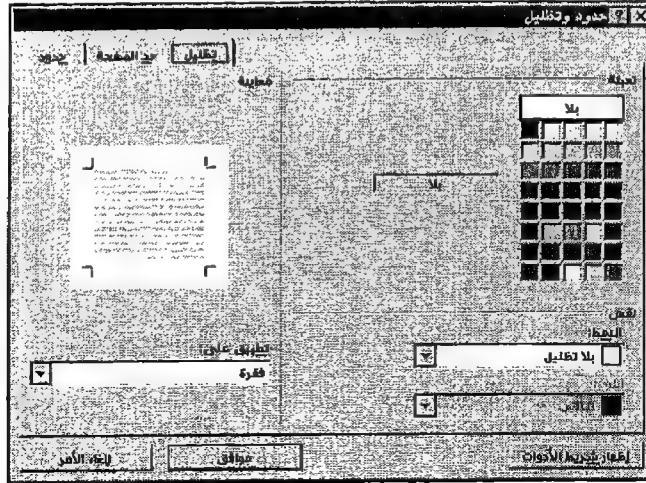 حدود وتظليل
حدود
حد الصفحة
تظليل
تعبئة
معاينة
بلا
بلا
نقش
النمط:
بلا تظليل
تطبيق على:
فقرة
إظهار شريط الأدوات
موافق
إلغاء الأمر